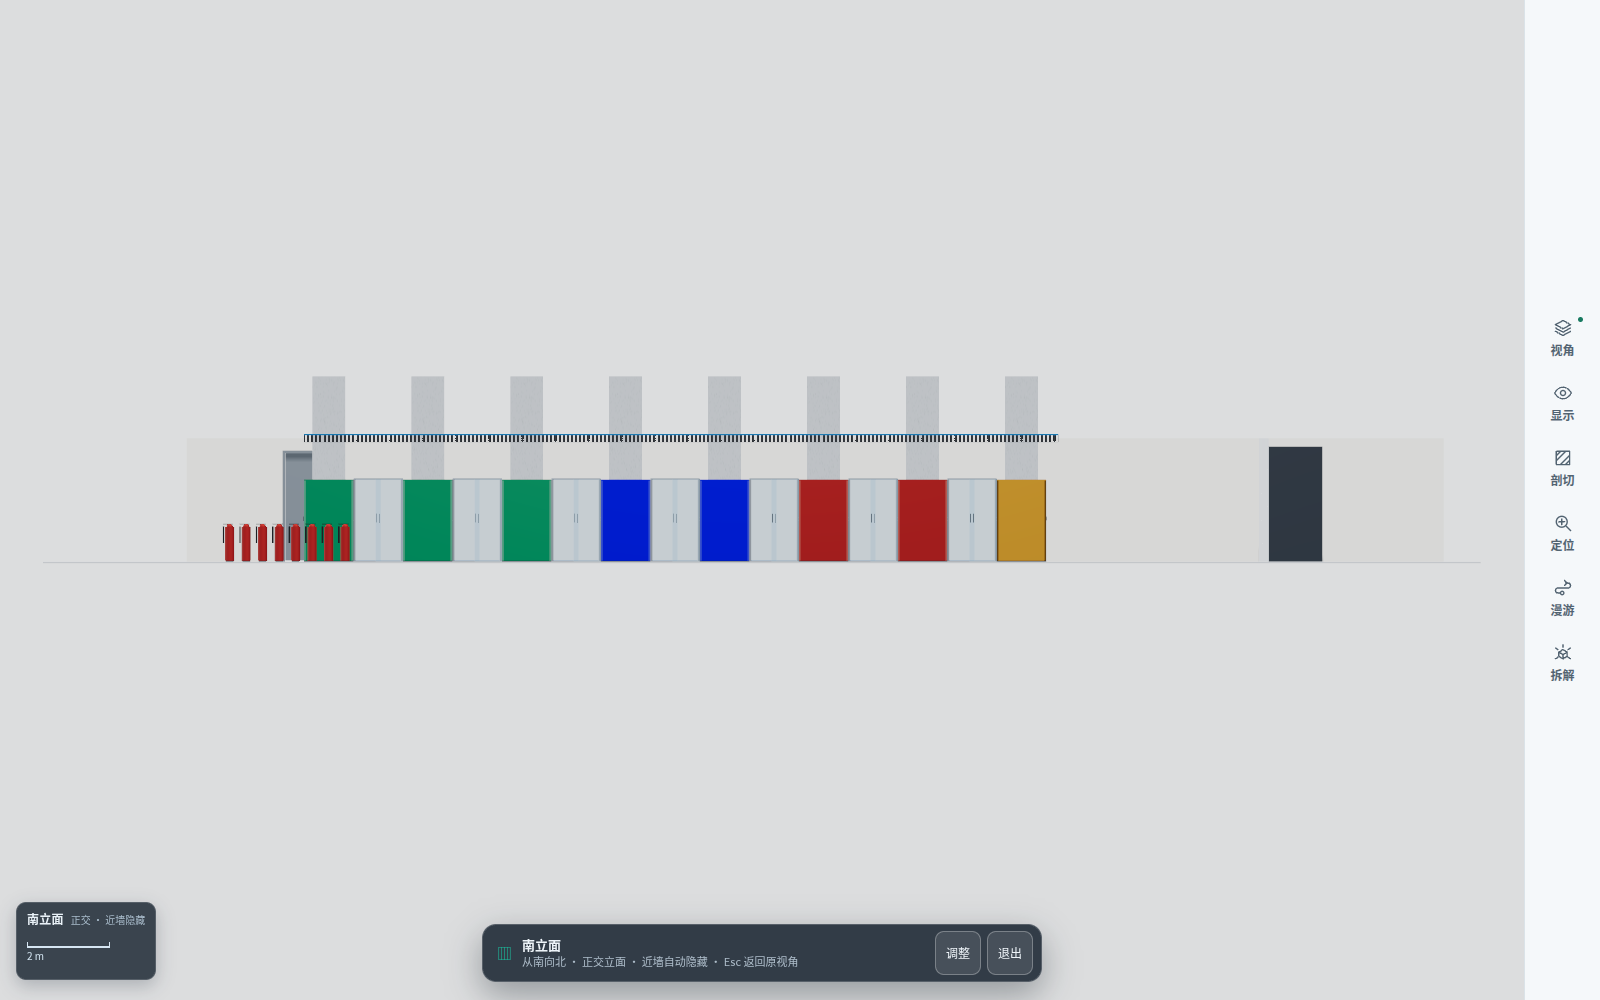 视角
显示
剖切
定位
漫游
拆解
南立面 正交 · 近墙隐藏
2 m
南立面
从南向北 · 正交立面 · 近墙自动隐藏 · Esc 返回原视角
调整
退出